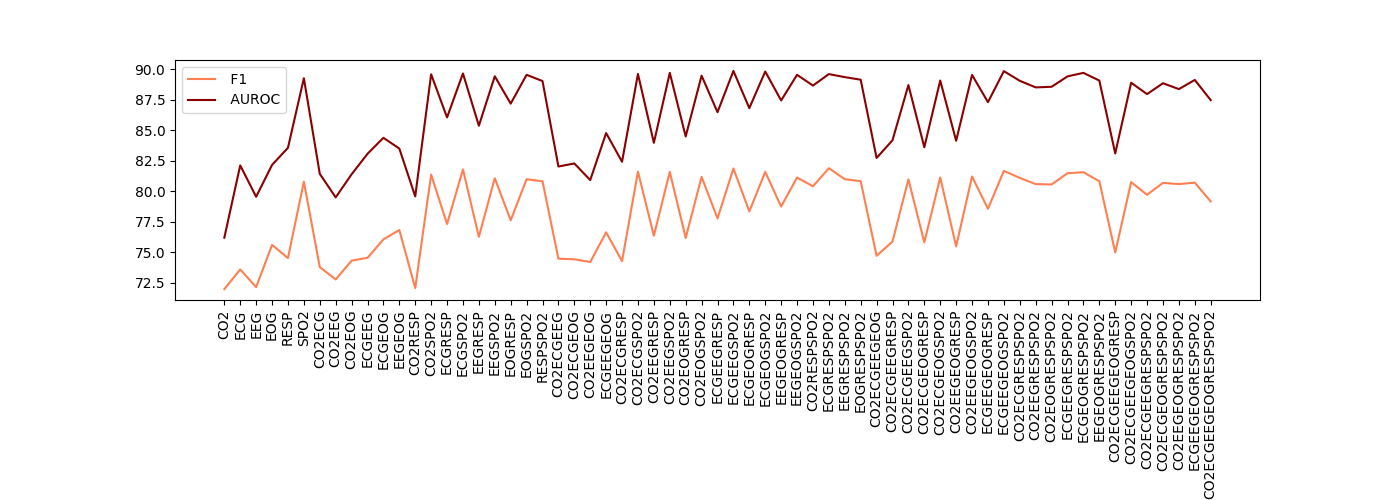 F1
AUROC
90.0
87.5
85.0
82.5
80.0
77.5
75.0
72.5
CO2
ECG
EEG
EOG
RESP
SPO2
CO2ECG
CO2EEG
CO2EOG
ECGEEG
ECGEOG
EEGEOG
CO2RESP
CO2SPO2
ECGRESP
ECGSPO2
EEGRESP
EEGSPO2
EOGRESP
EOGSPO2
RESPSPO2
CO2ECGEEG
CO2ECGEOG
CO2EEGEOG
ECGEEGEOG
CO2ECGRESP
CO2ECGSPO2
CO2EEGRESP
CO2EEGSPO2
CO2EOGRESP
CO2EOGSPO2
ECGEEGRESP
ECGEEGSPO2
ECGEOGRESP
ECGEOGSPO2
EEGEOGRESP
EEGEOGSPO2
CO2RESPSPO2
ECGRESPSPO2
EEGRESPSPO2
EOGRESPSPO2
CO2ECGEEGEOG
CO2ECGEEGRESP
CO2ECGEEGSPO2
CO2ECGEOGRESP
CO2ECGEOGSPO2
CO2EEGEOGRESP
CO2EEGEOGSPO2
ECGEEGEOGRESP
ECGEEGEOGSPO2
CO2ECGRESPSPO2
CO2EEGRESPSPO2
CO2EOGRESPSPO2
ECGEEGRESPSPO2
ECGEOGRESPSPO2
EEGEOGRESPSPO2
CO2ECGEEGEOGRESP
CO2ECGEEGEOGSPO2
CO2ECGEEGRESPSPO2
CO2ECGEOGRESPSPO2
CO2EEGEOGRESPSPO2
ECGEEGEOGRESPSPO2
CO2ECGEEGEOGRESPSPO2